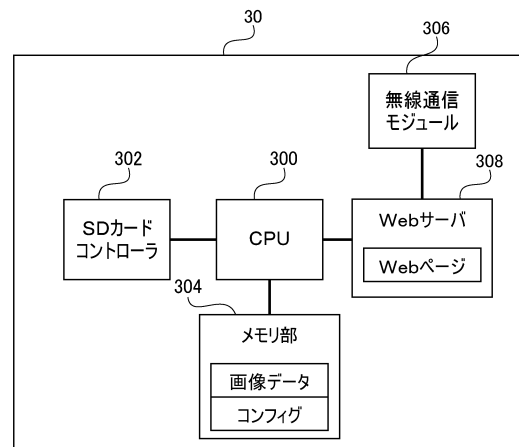 30
306
無線通信
モジュール
302
300
308
SDカード
コントローラ
CPU
Webサーバ
Webページ
304
メモリ部
画像データ
コンフィグ